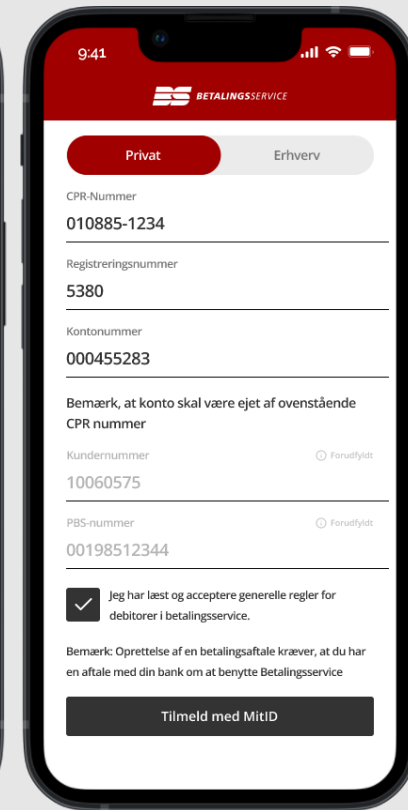 9:41
BS BETALINGSSERVICE
Privat Erhverv
CPR-Nummer
010885-1234
Registreringsnummer
5380
Kontonummer
000455283
Bemærk, at konto skal være ejet af ovenstående
CPR nummer
Kundernummer Forudfyldt
10060575
PBS-nummer Forudfyldt
00198512344
Jeg har læst og acceptere generelle regler for
debitorer i betalingsservice.
Bemærk: Oprettelse af en betalingsaftale kræver, at du har
en aftale med din bank om at benytte Betalingsservice
Tilmeld med MitID